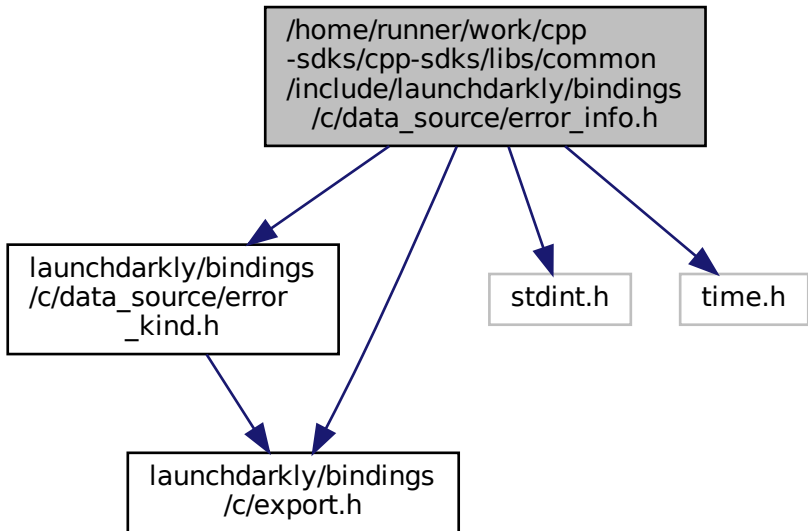 /home/runner/work/cpp
-sdks/cpp-sdks/libs/common
/include/launchdarkly/bindings
/c/data_source/error_info.h
launchdarkly/bindings
/c/data_source/error
_kind.h
stdint.h
time.h
launchdarkly/bindings
/c/export.h